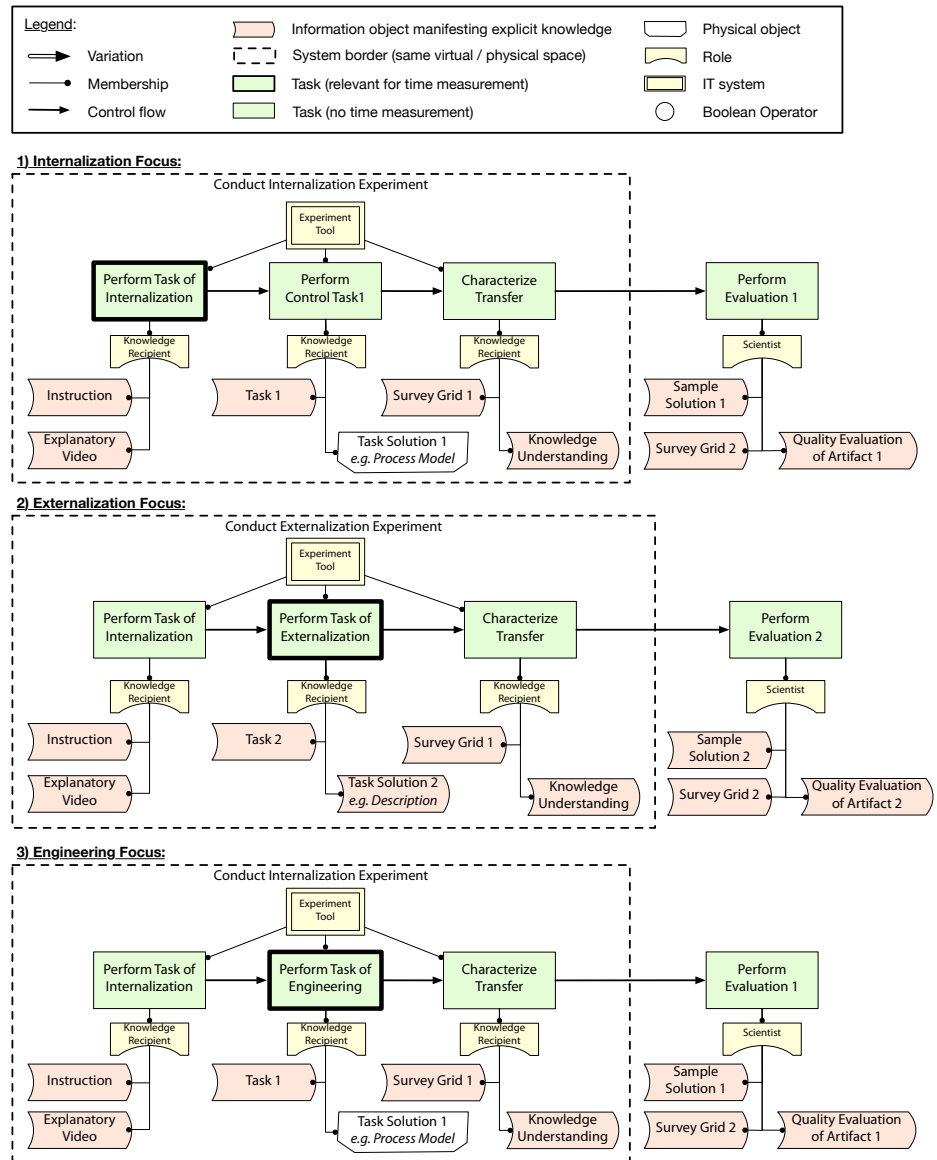 Legend:
Variation
Membership
Control flow
Information object manifesting explicit knowledge
System border (same virtual / physical space)
Task (relevant for time measurement)
Task (no time measurement)
Physical object
Role
IT system
Boolean Operator
1) Internalization Focus:
Conduct Internalization Experiment
Experiment
Tool
Perform Task of
Internalization
Perform
Control Task1
Characterize
Transfer
Perform
Evaluation 1
Knowledge
Recipient
Knowledge
Recipient
Knowledge
Recipient
Scientist
Instruction
Task 1
Survey Grid 1
Sample
Solution 1
Explanatory
Video
Task Solution 1
e.g. Process Model
Knowledge
Understanding
Survey Grid 2
Quality Evaluation
of Artifact 1
2) Externalization Focus:
Conduct Externalization Experiment
Experiment
Tool
Perform Task of
Internalization
Perform Task of
Externalization
Characterize
Transfer
Perform
Evaluation 2
Knowledge
Recipient
Knowledge
Recipient
Knowledge
Recipient
Scientist
Instruction
Task 2
Survey Grid 1
Sample
Solution 2
Explanatory
Video
Task Solution 2
e.g. Description
Knowledge
Understanding
Survey Grid 2
Quality Evaluation
of Artifact 2
3) Engineering Focus:
Conduct Internalization Experiment
Experiment
Tool
Perform Task of
Internalization
Perform Task of
Engineering
Characterize
Transfer
Perform
Evaluation 1
Knowledge
Recipient
Knowledge
Recipient
Knowledge
Recipient
Scientist
Instruction
Task 1
Survey Grid 1
Sample
Solution 1
Explanatory
Video
Task Solution 1
e.g. Process Model
Knowledge
Understanding
Survey Grid 2
Quality Evaluation
of Artifact 1